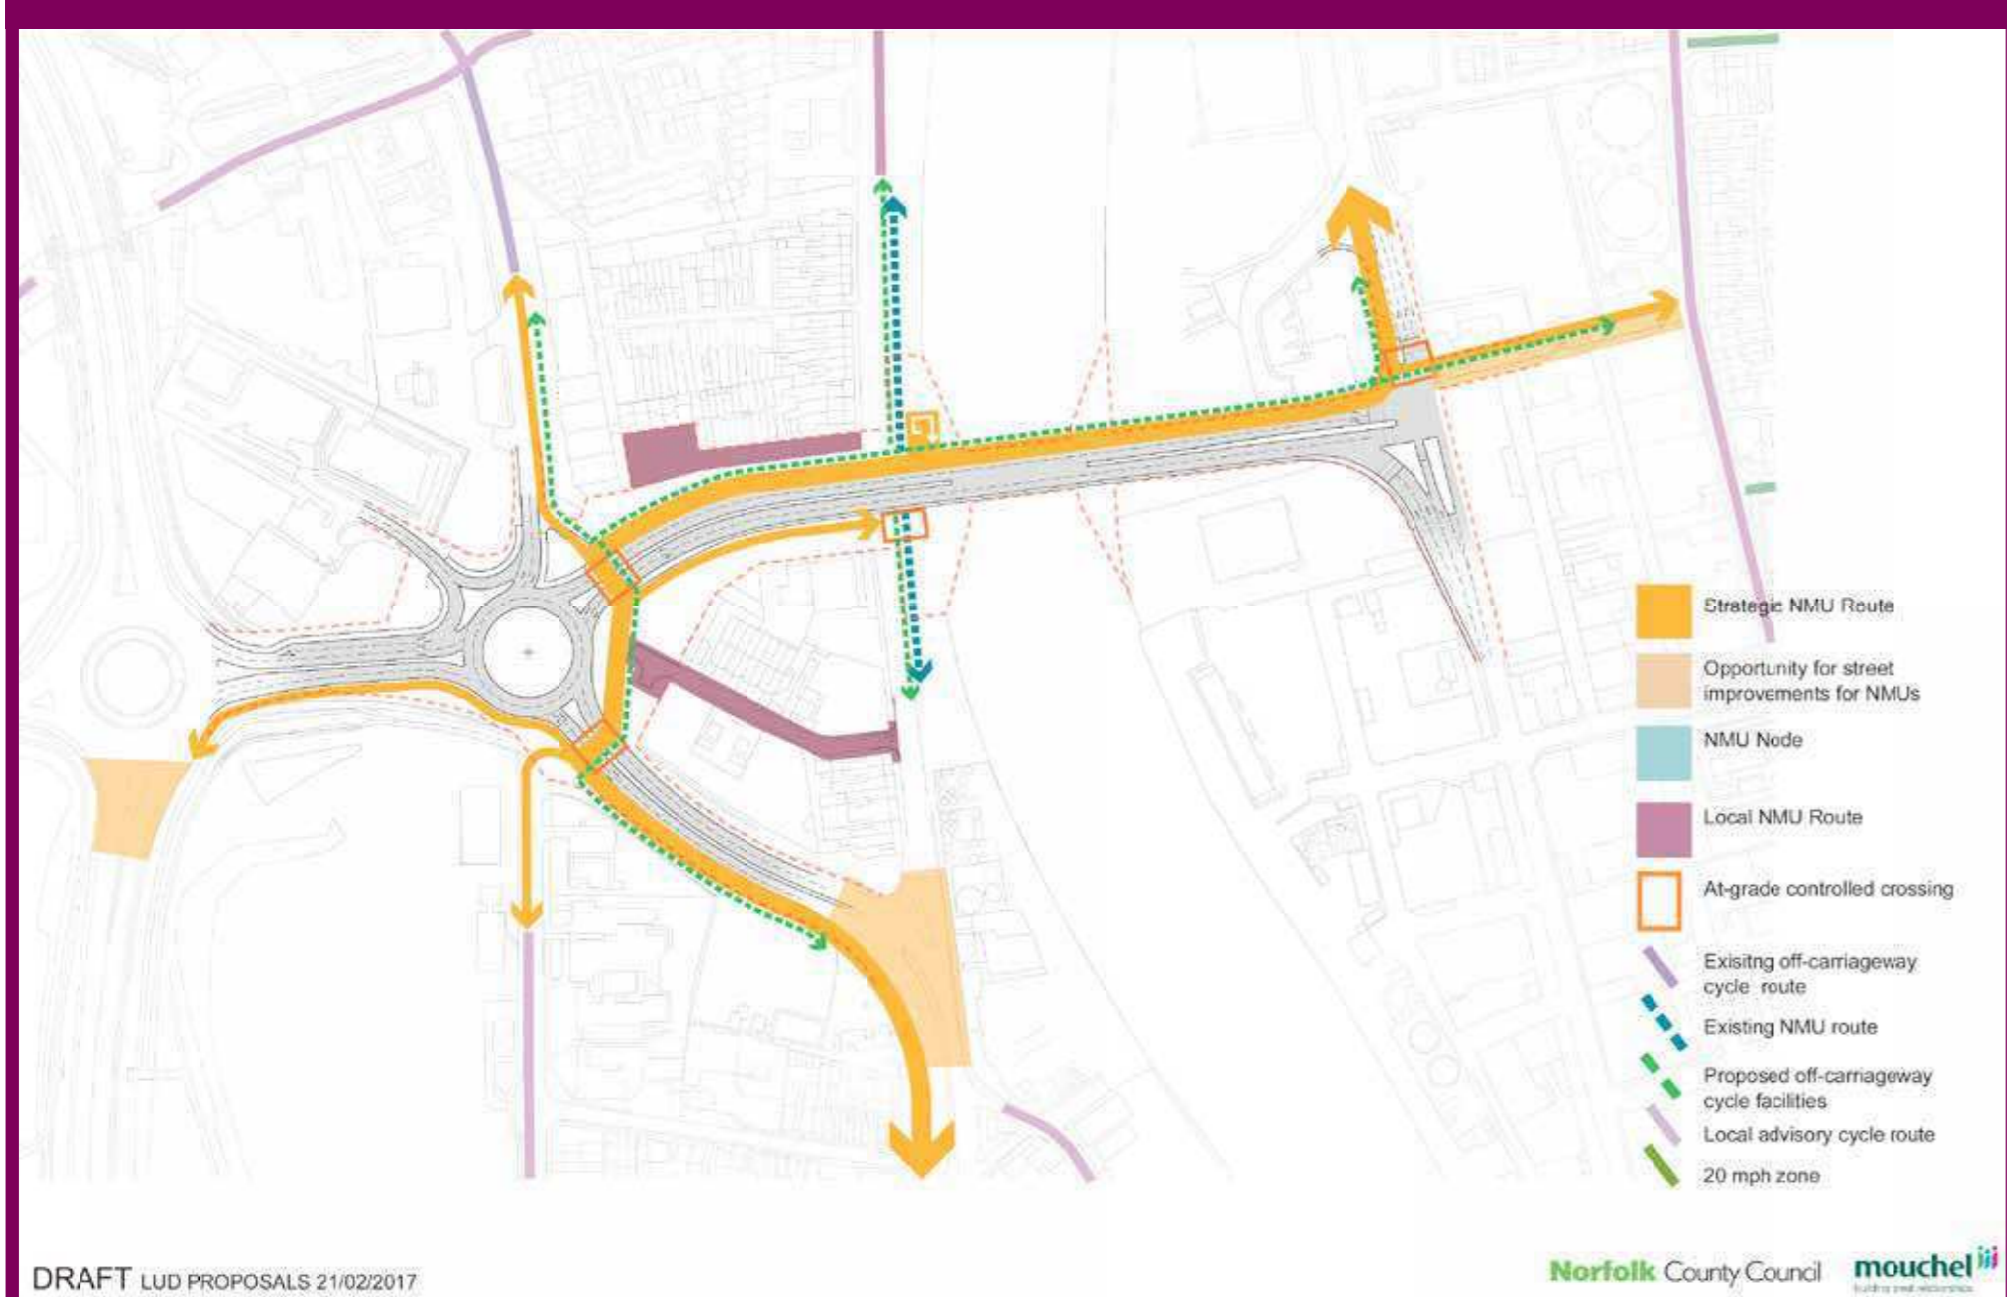 Strategic NMU Route
Opportunity for street
improvements for NMUs
NMU Node
Local NMU Route
At-grade controlled crossing
Exisitng off-carriageway
cycle route
Existing NMU route
Proposed off-carriageway
cycle facilities
Local advisory cycle route
20 mph zone
DRAFT LUD PROPOSALS 21/02/2017
Norfolk County Council
mouchel